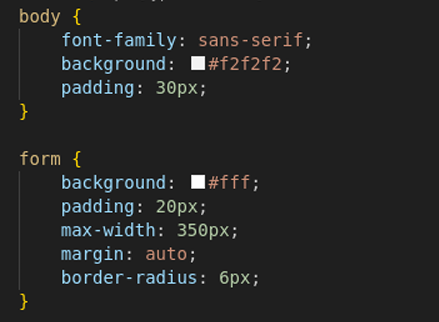 body {
    font-family: sans-serif;
    background: #f2f2f2;
    padding: 30px;
}

form {
    background: #fff;
    padding: 20px;
    max-width: 350px;
    margin: auto;
    border-radius: 6px;
}